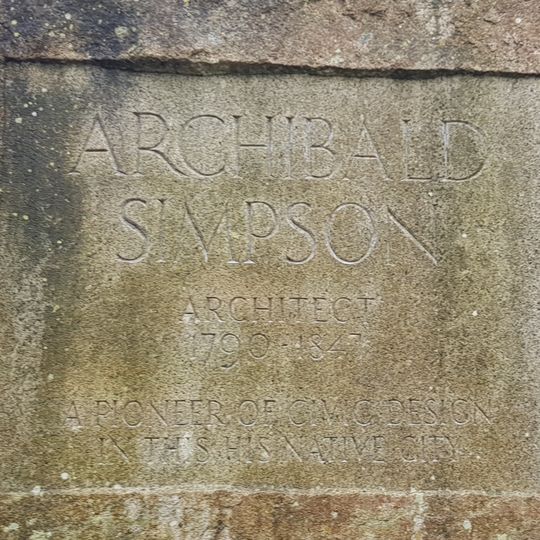 ARCHIBALD
SIMPSON
ARCHITECT
1790-1847
A PIONEER OF CIVIC DESIGN
IN THIS HIS NATIVE CITY